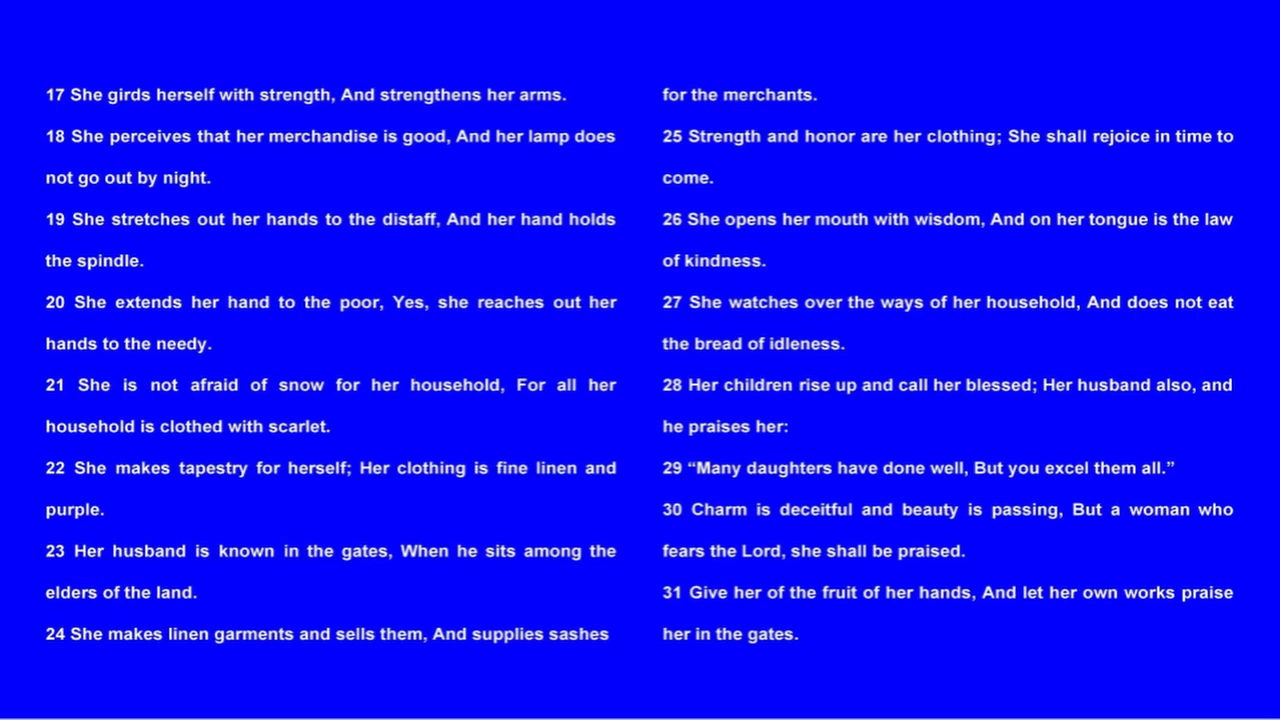 17 She girds herself with strength, And strengthens her arms.
18 She perceives that her merchandise is good, And her lamp does
not go out by night.
19 She stretches out her hands to the distaff, And her hand holds
the spindle.
20 She extends her hand to the poor, Yes, she reaches out her
hands to the needy.
21 She is not afraid of snow for her household, For all her
household is clothed with scarlet.
22 She makes tapestry for herself; Her clothing is fine linen and
purple.
23 Her husband is known in the gates, When he sits among the
elders of the land.
24 She makes linen garments and sells them, And supplies sashes
for the merchants.
25 Strength and honor are her clothing; She shall rejoice in time to
come.
26 She opens her mouth with wisdom, And on her tongue is the law
of kindness.
27 She watches over the ways of her household, And does not eat
the bread of idleness.
28 Her children rise up and call her blessed; Her husband also, and
he praises her:
29 “Many daughters have done well, But you excel them all.”
30 Charm is deceitful and beauty is passing, But a woman who
fears the Lord, she shall be praised.
31 Give her of the fruit of her hands, And let her own works praise
her in the gates.